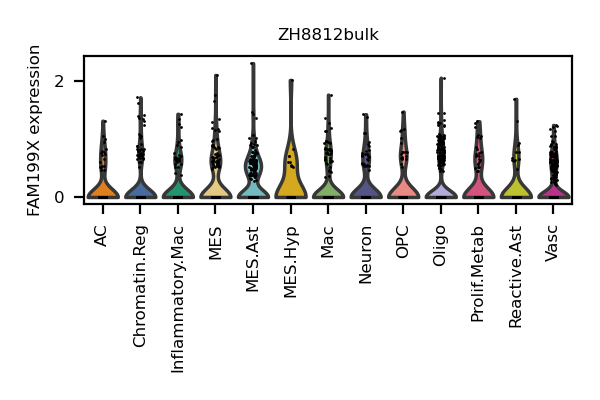 ZH8812bulk
FAM199X expression
2
0
AC
Chromatin.Reg
Inflammatory.Mac
MES
MES.Ast
MES.Hyp
Mac
Neuron
OPC
Oligo
Prolif.Metab
Reactive.Ast
Vasc